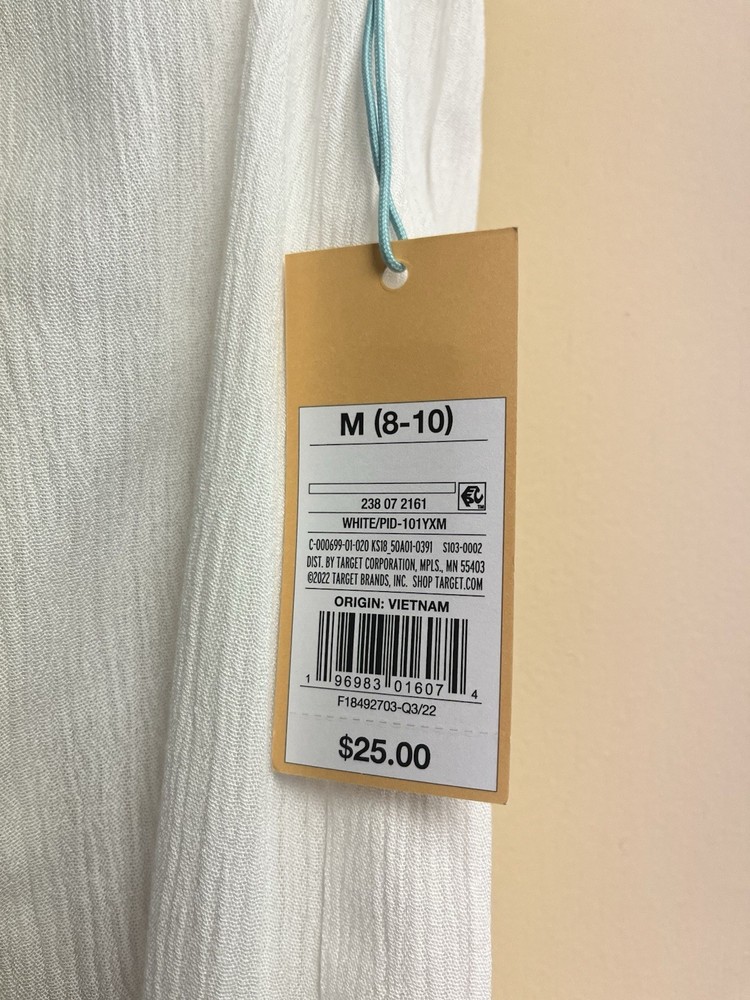 M (8-10)
238 07 2161
WHITE/PID-101YXM
C-000699-01-020 KS18_50A01-0391 S103-0002
DIST. BY TARGET CORPORATION, MPLS., MN 55403
©2022 TARGET BRANDS, INC. SHOP TARGET.COM
ORIGIN: VIETNAM
1 96983 01607 4
F18492703-Q3/22
$25.00